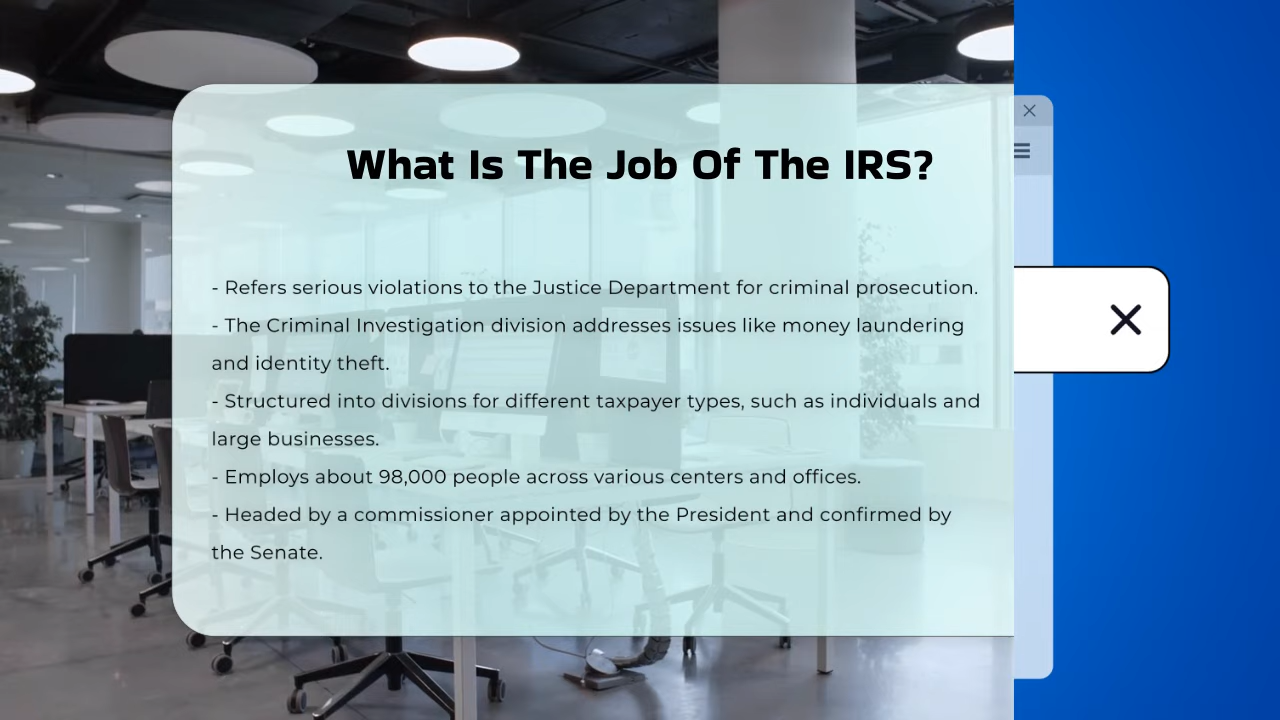 What Is The Job Of The IRS?
- Refers serious violations to the Justice Department for criminal prosecution.
- The Criminal Investigation division addresses issues like money laundering
and identity theft.
- Structured into divisions for different taxpayer types, such as individuals and
large businesses.
- Employs about 98,000 people across various centers and offices.
- Headed by a commissioner appointed by the President and confirmed by
the Senate.